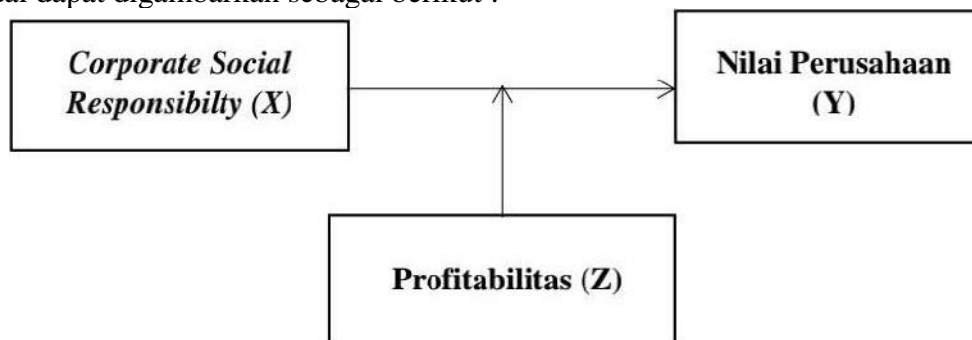 dapat digambarkan sebagai berikut :
Corporate Social
Responsibilty (X)
Nilai Perusahaan
(Y)
Profitabilitas (Z)